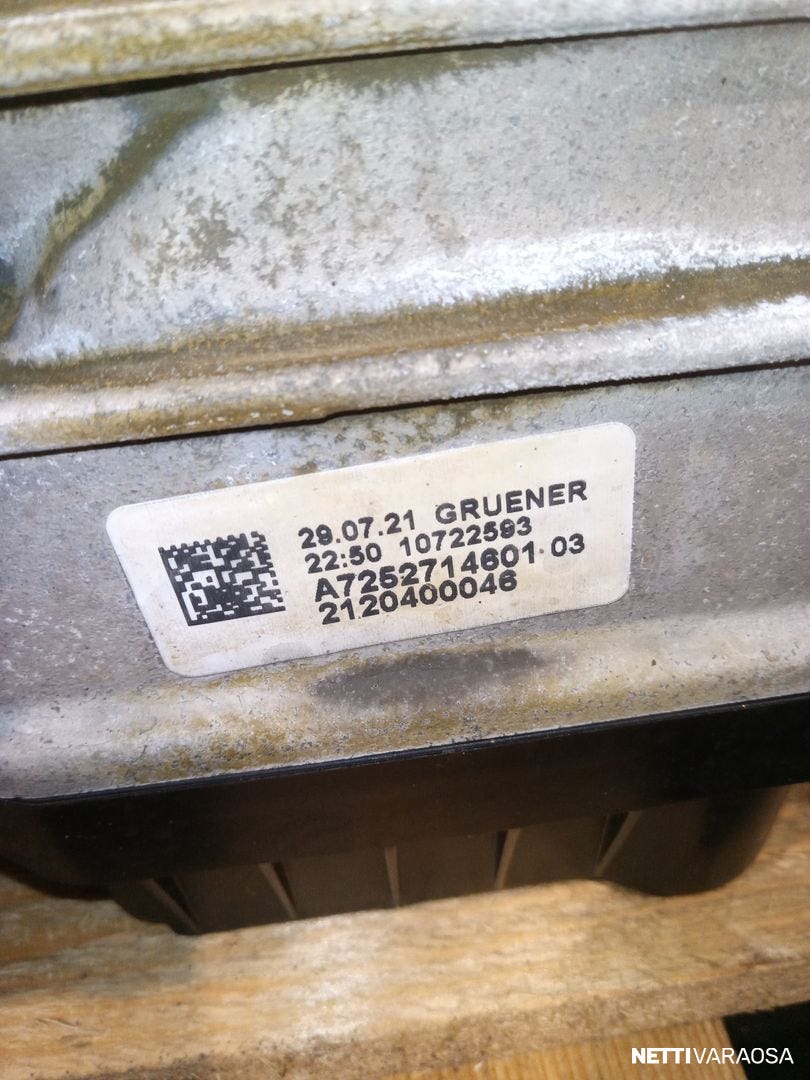 29.07.21 GRUENER
22:50 10722593
A7252714601 03
2120400046
NETTIVARAOSA